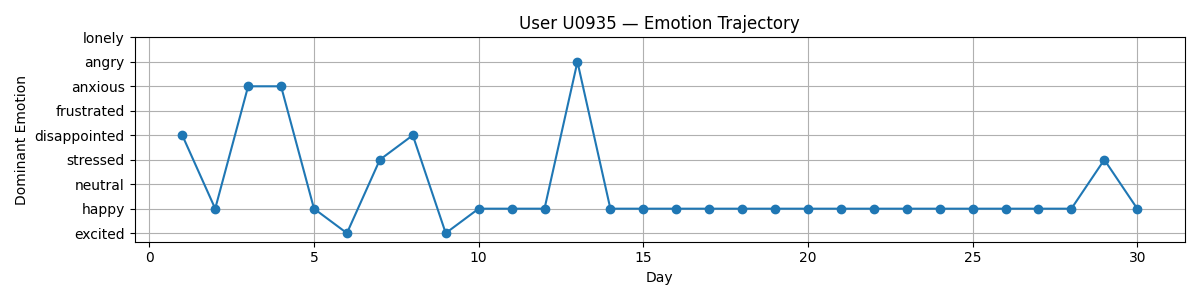 User U0935 — Emotion Trajectory
Dominant Emotion
lonely
angry
anxious
frustrated
disappointed
stressed
neutral
happy
excited
0 5 10 15 20 25 30
Day